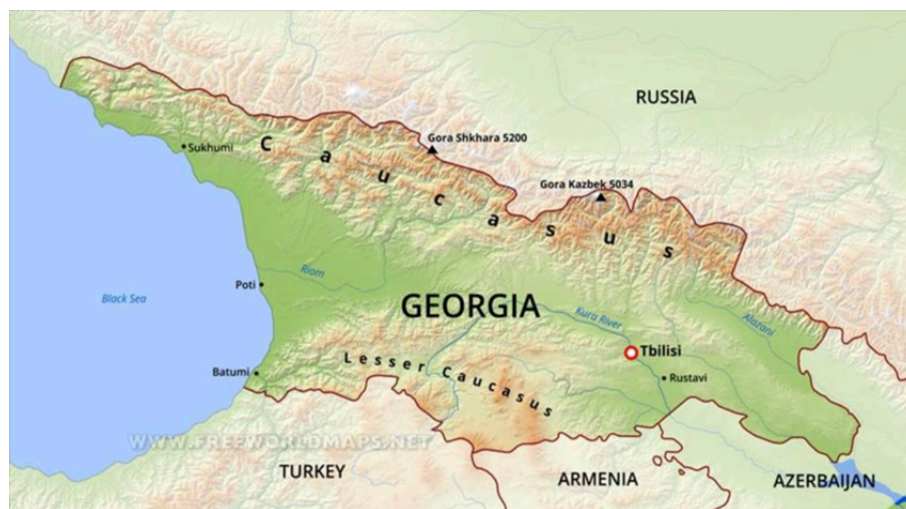 RUSSIA
Gora Shkhara 5200
Sukhumi
Caucasus
Gora Kazbek 5034
Riom
Poti
Black Sea
GEORGIA
Kura River
Alazani
Tbilisi
Lesser Caucasus
Batumi
Rustavi
WWW.FREEWORLDMAPS.NET
TURKEY
ARMENIA
AZERBAIJAN